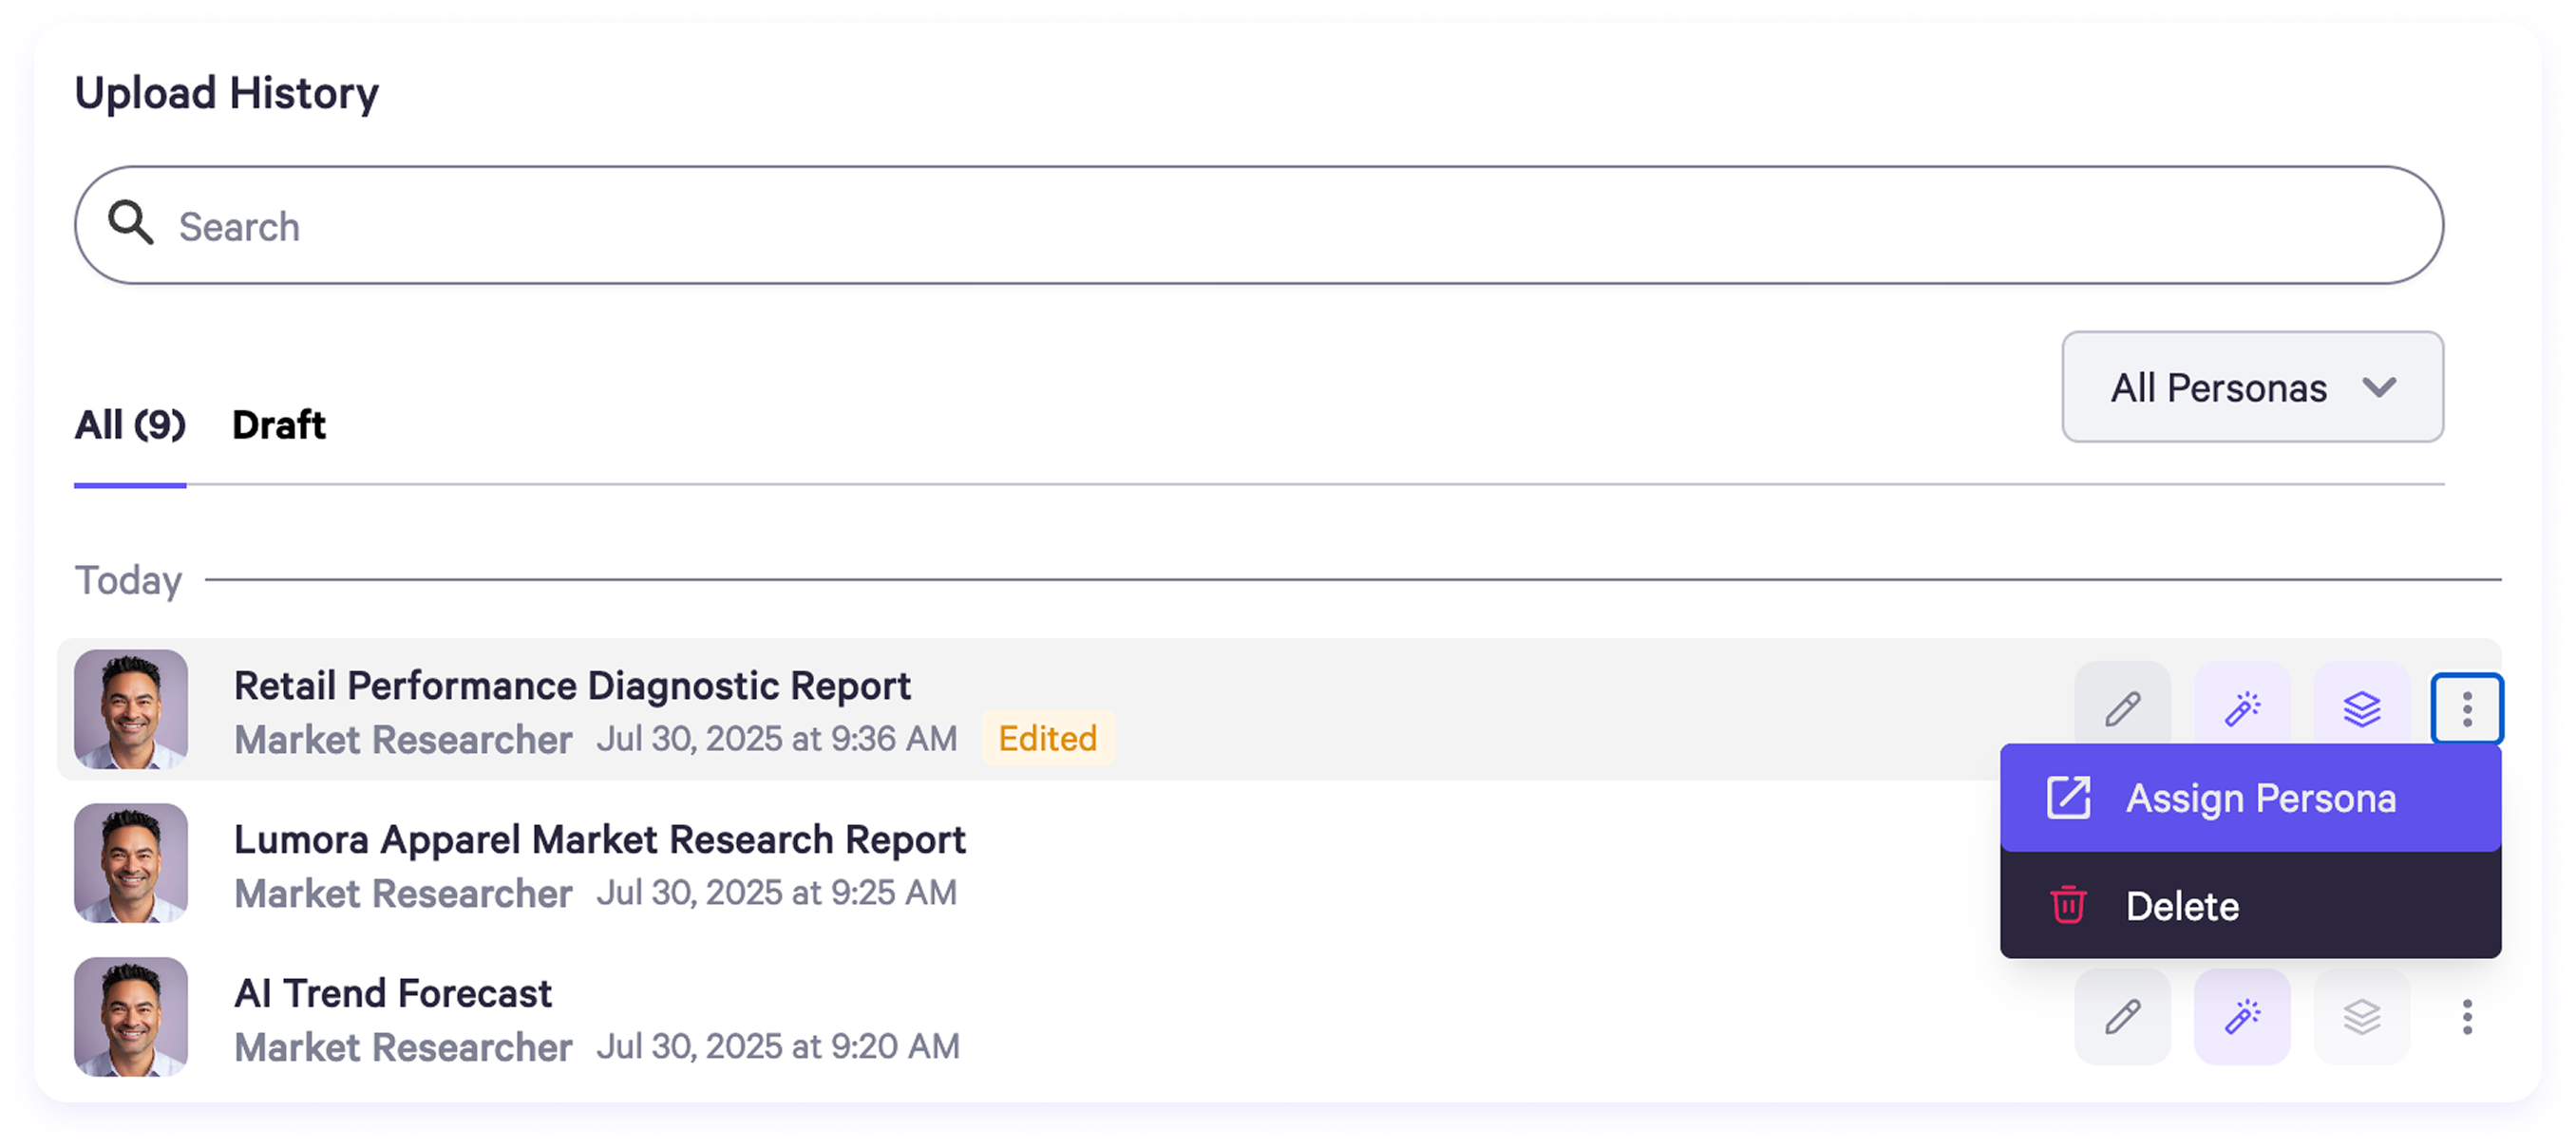 Upload History
Search
All Personas
All (9) Draft
Today
Retail Performance Diagnostic Report
Market Researcher Jul 30, 2025 at 9:36 AM Edited
Assign Persona
Lumora Apparel Market Research Report
Market Researcher Jul 30, 2025 at 9:25 AM
Delete
AI Trend Forecast
Market Researcher Jul 30, 2025 at 9:20 AM